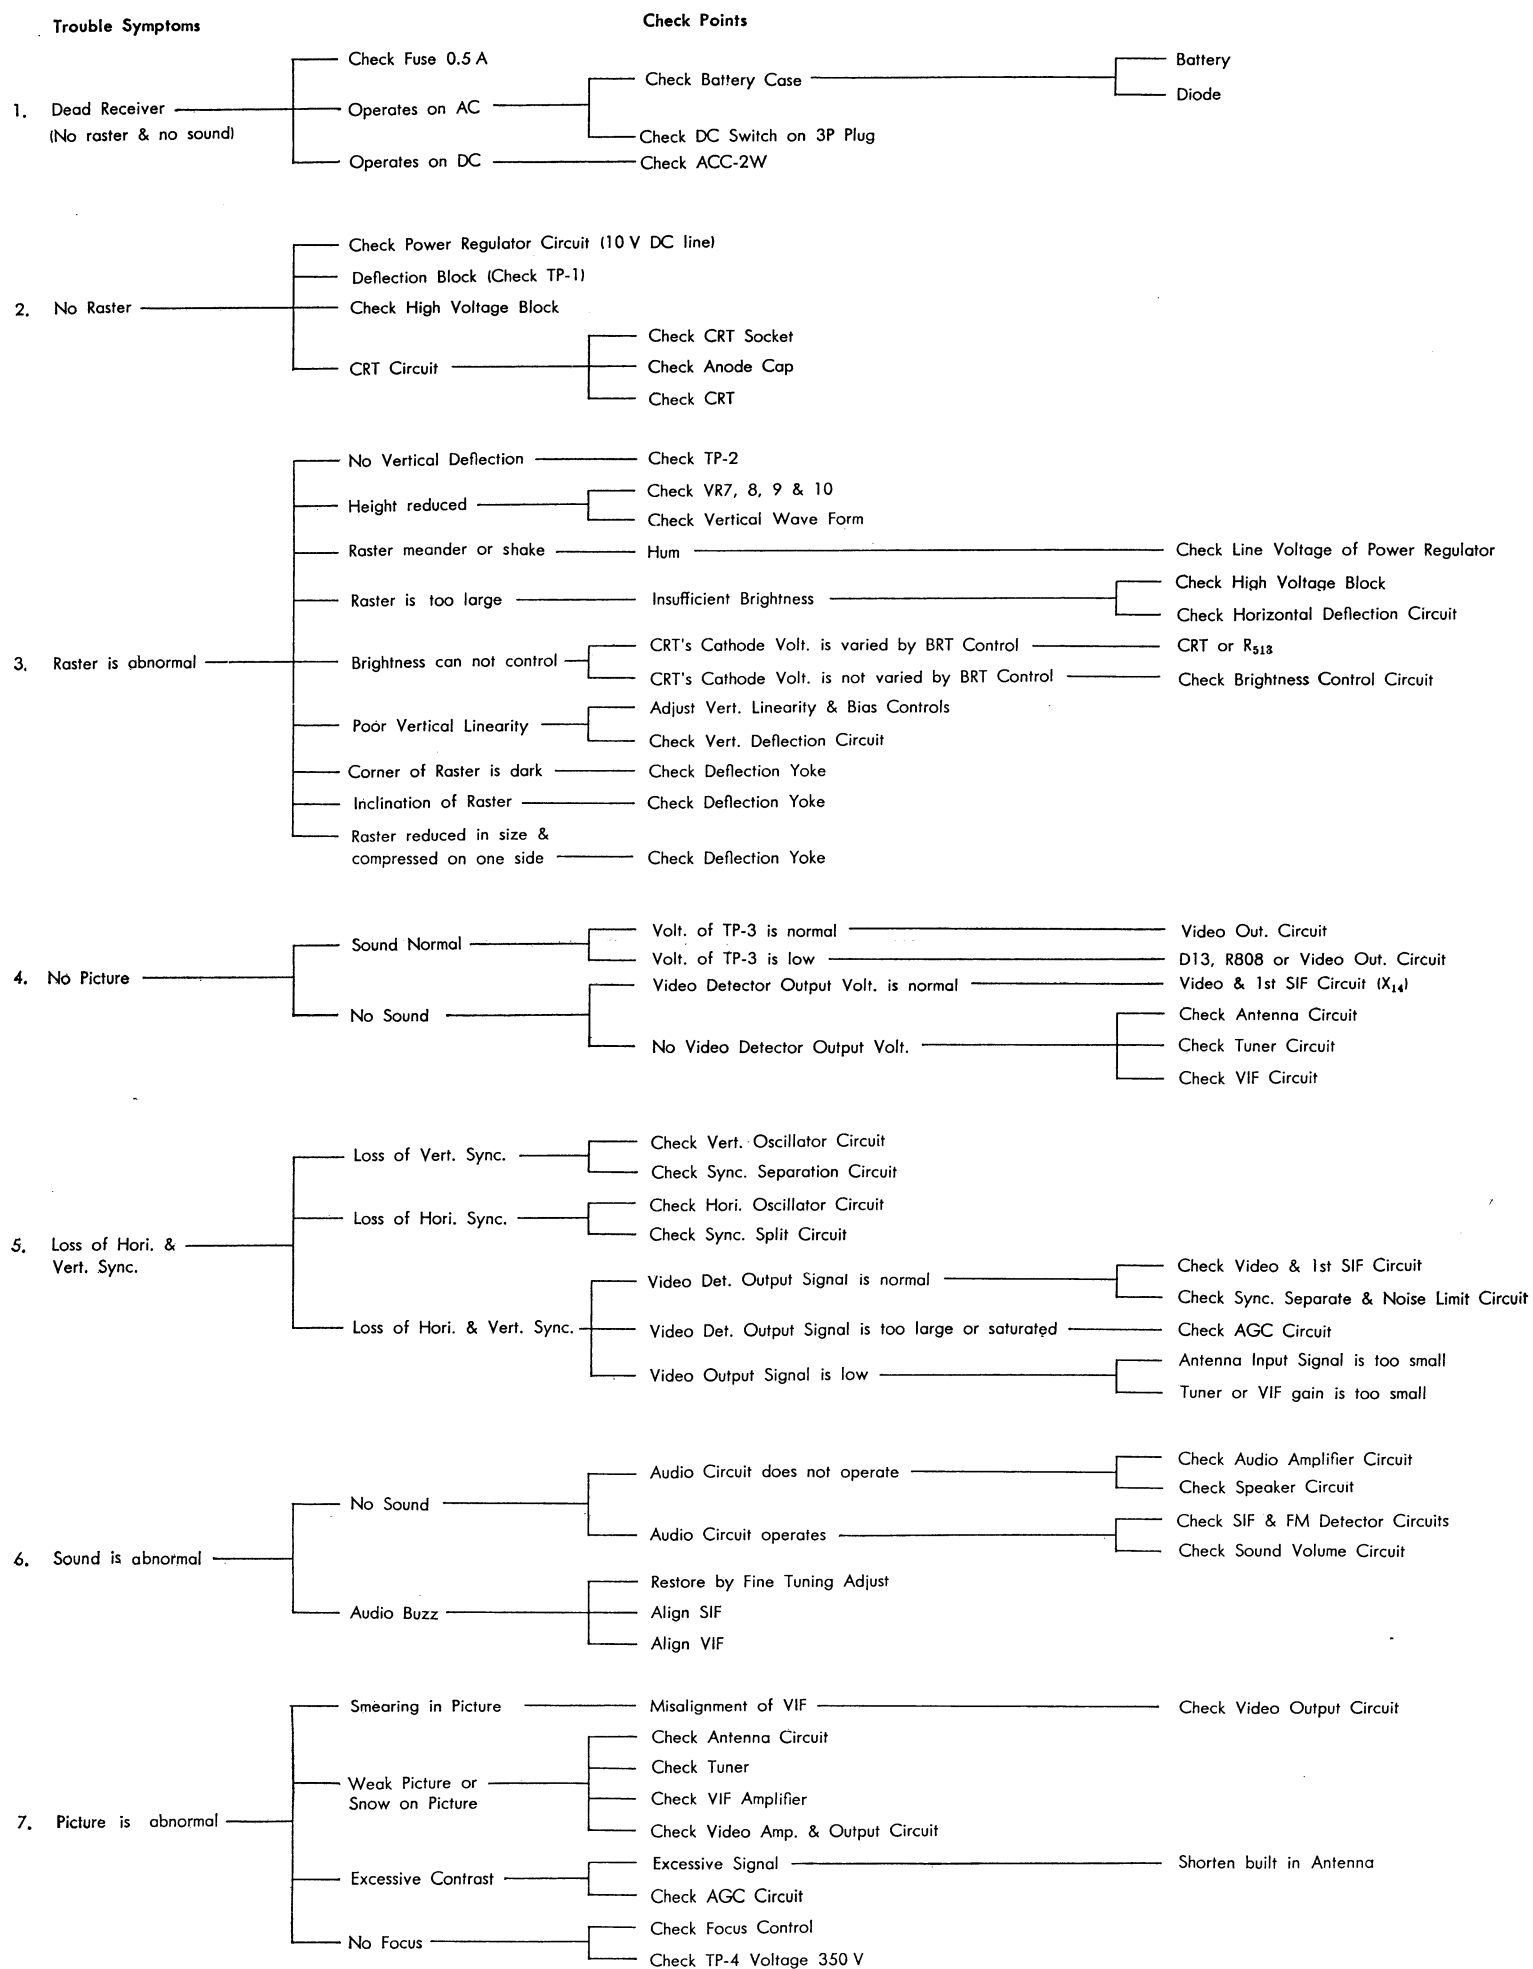 Trouble Symptoms
Check Points
Check Fuse 0.5 A
Battery
Check Battery Case
Diode
1. Dead Receiver
(No raster & no sound)
Operates on AC
Check DC Switch on 3P Plug
Operates on DC
Check ACC-2W
Check Power Regulator Circuit (10 V DC line)
Deflection Block (Check TP-1)
2. No Raster
Check High Voltage Block
Check CRT Socket
CRT Circuit
Check Anode Cap
Check CRT
No Vertical Deflection
Check TP-2
Check VR7, 8, 9 & 10
Height reduced
Check Vertical Wave Form
Raster meander or shake
Hum
Check Line Voltage of Power Regulator
Check High Voltage Block
Raster is too large
Insufficient Brightness
Check Horizontal Deflection Circuit
CRT's Cathode Volt. is varied by BRT Control
CRT or R513
3. Raster is abnormal
Brightness can not control
CRT's Cathode Volt. is not varied by BRT Control
Check Brightness Control Circuit
Adjust Vert. Linearity & Bias Controls
Poor Vertical Linearity
Check Vert. Deflection Circuit
Corner of Raster is dark
Check Deflection Yoke
Inclination of Raster
Check Deflection Yoke
Raster reduced in size &
compressed on one side
Check Deflection Yoke
Volt. of TP-3 is normal
Video Out. Circuit
Sound Normal
Volt. of TP-3 is low
D13, R808 or Video Out. Circuit
4. No Picture
Video Detector Output Volt. is normal
Video & 1st SIF Circuit (X14)
No Sound
Check Antenna Circuit
No Video Detector Output Volt.
Check Tuner Circuit
Check VIF Circuit
Check Vert. Oscillator Circuit
Loss of Vert. Sync.
Check Sync. Separation Circuit
Check Hori. Oscillator Circuit
Loss of Hori. Sync.
Check Sync. Split Circuit
5. Loss of Hori. &
Vert. Sync.
Check Video & 1st SIF Circuit
Video Det. Output Signal is normal
Check Sync. Separate & Noise Limit Circuit
Loss of Hori. & Vert. Sync.
Video Det. Output Signal is too large or saturated
Check AGC Circuit
Antenna Input Signal is too small
Video Output Signal is low
Tuner or VIF gain is too small
Check Audio Amplifier Circuit
Audio Circuit does not operate
Check Speaker Circuit
No Sound
Check SIF & FM Detector Circuits
Audio Circuit operates
Check Sound Volume Circuit
6. Sound is abnormal
Restore by Fine Tuning Adjust
Audio Buzz
Align SIF
Align VIF
Smearing in Picture
Misalignment of VIF
Check Video Output Circuit
Check Antenna Circuit
Check Tuner
Weak Picture or
Snow on Picture
Check VIF Amplifier
7. Picture is abnormal
Check Video Amp. & Output Circuit
Excessive Signal
Shorten built in Antenna
Excessive Contrast
Check AGC Circuit
Check Focus Control
No Focus
Check TP-4 Voltage 350 V